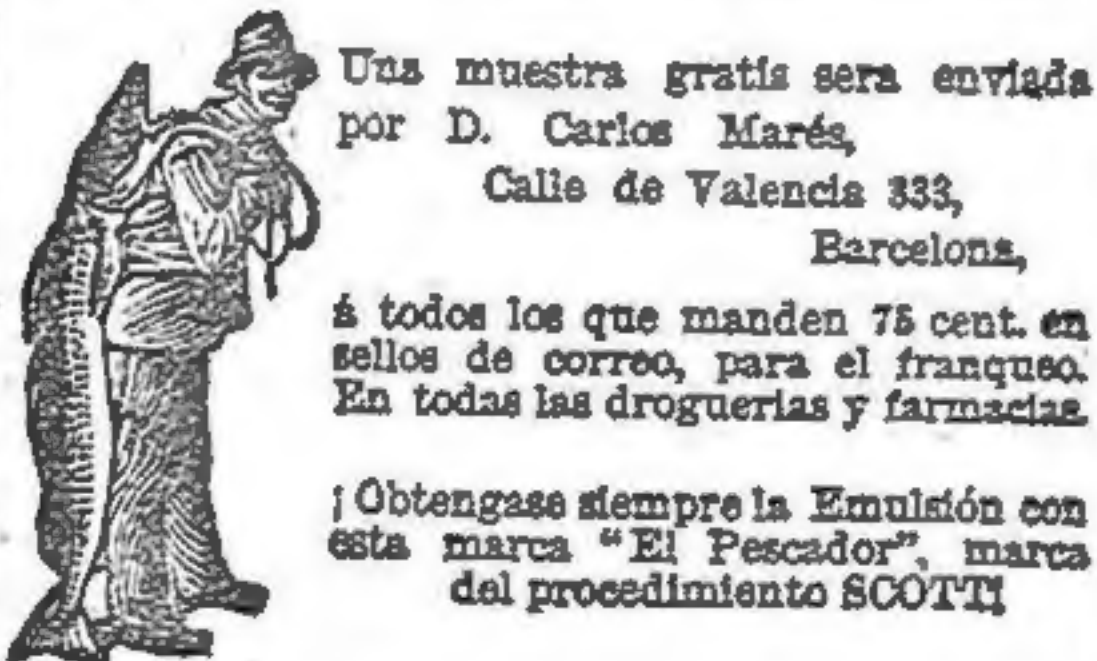 Una muestra gratis sera enviada
por D. Carlos Marés,
Calle de Valencia 333,
Barcelona,
á todos los que manden 75 cent. en
sellos de correo, para el franqueo.
En todas las droguerias y farmacias.
¡Obtengase siempre la Emulsión con
esta marca "El Pescador", marca
del procedimiento SCOTT!